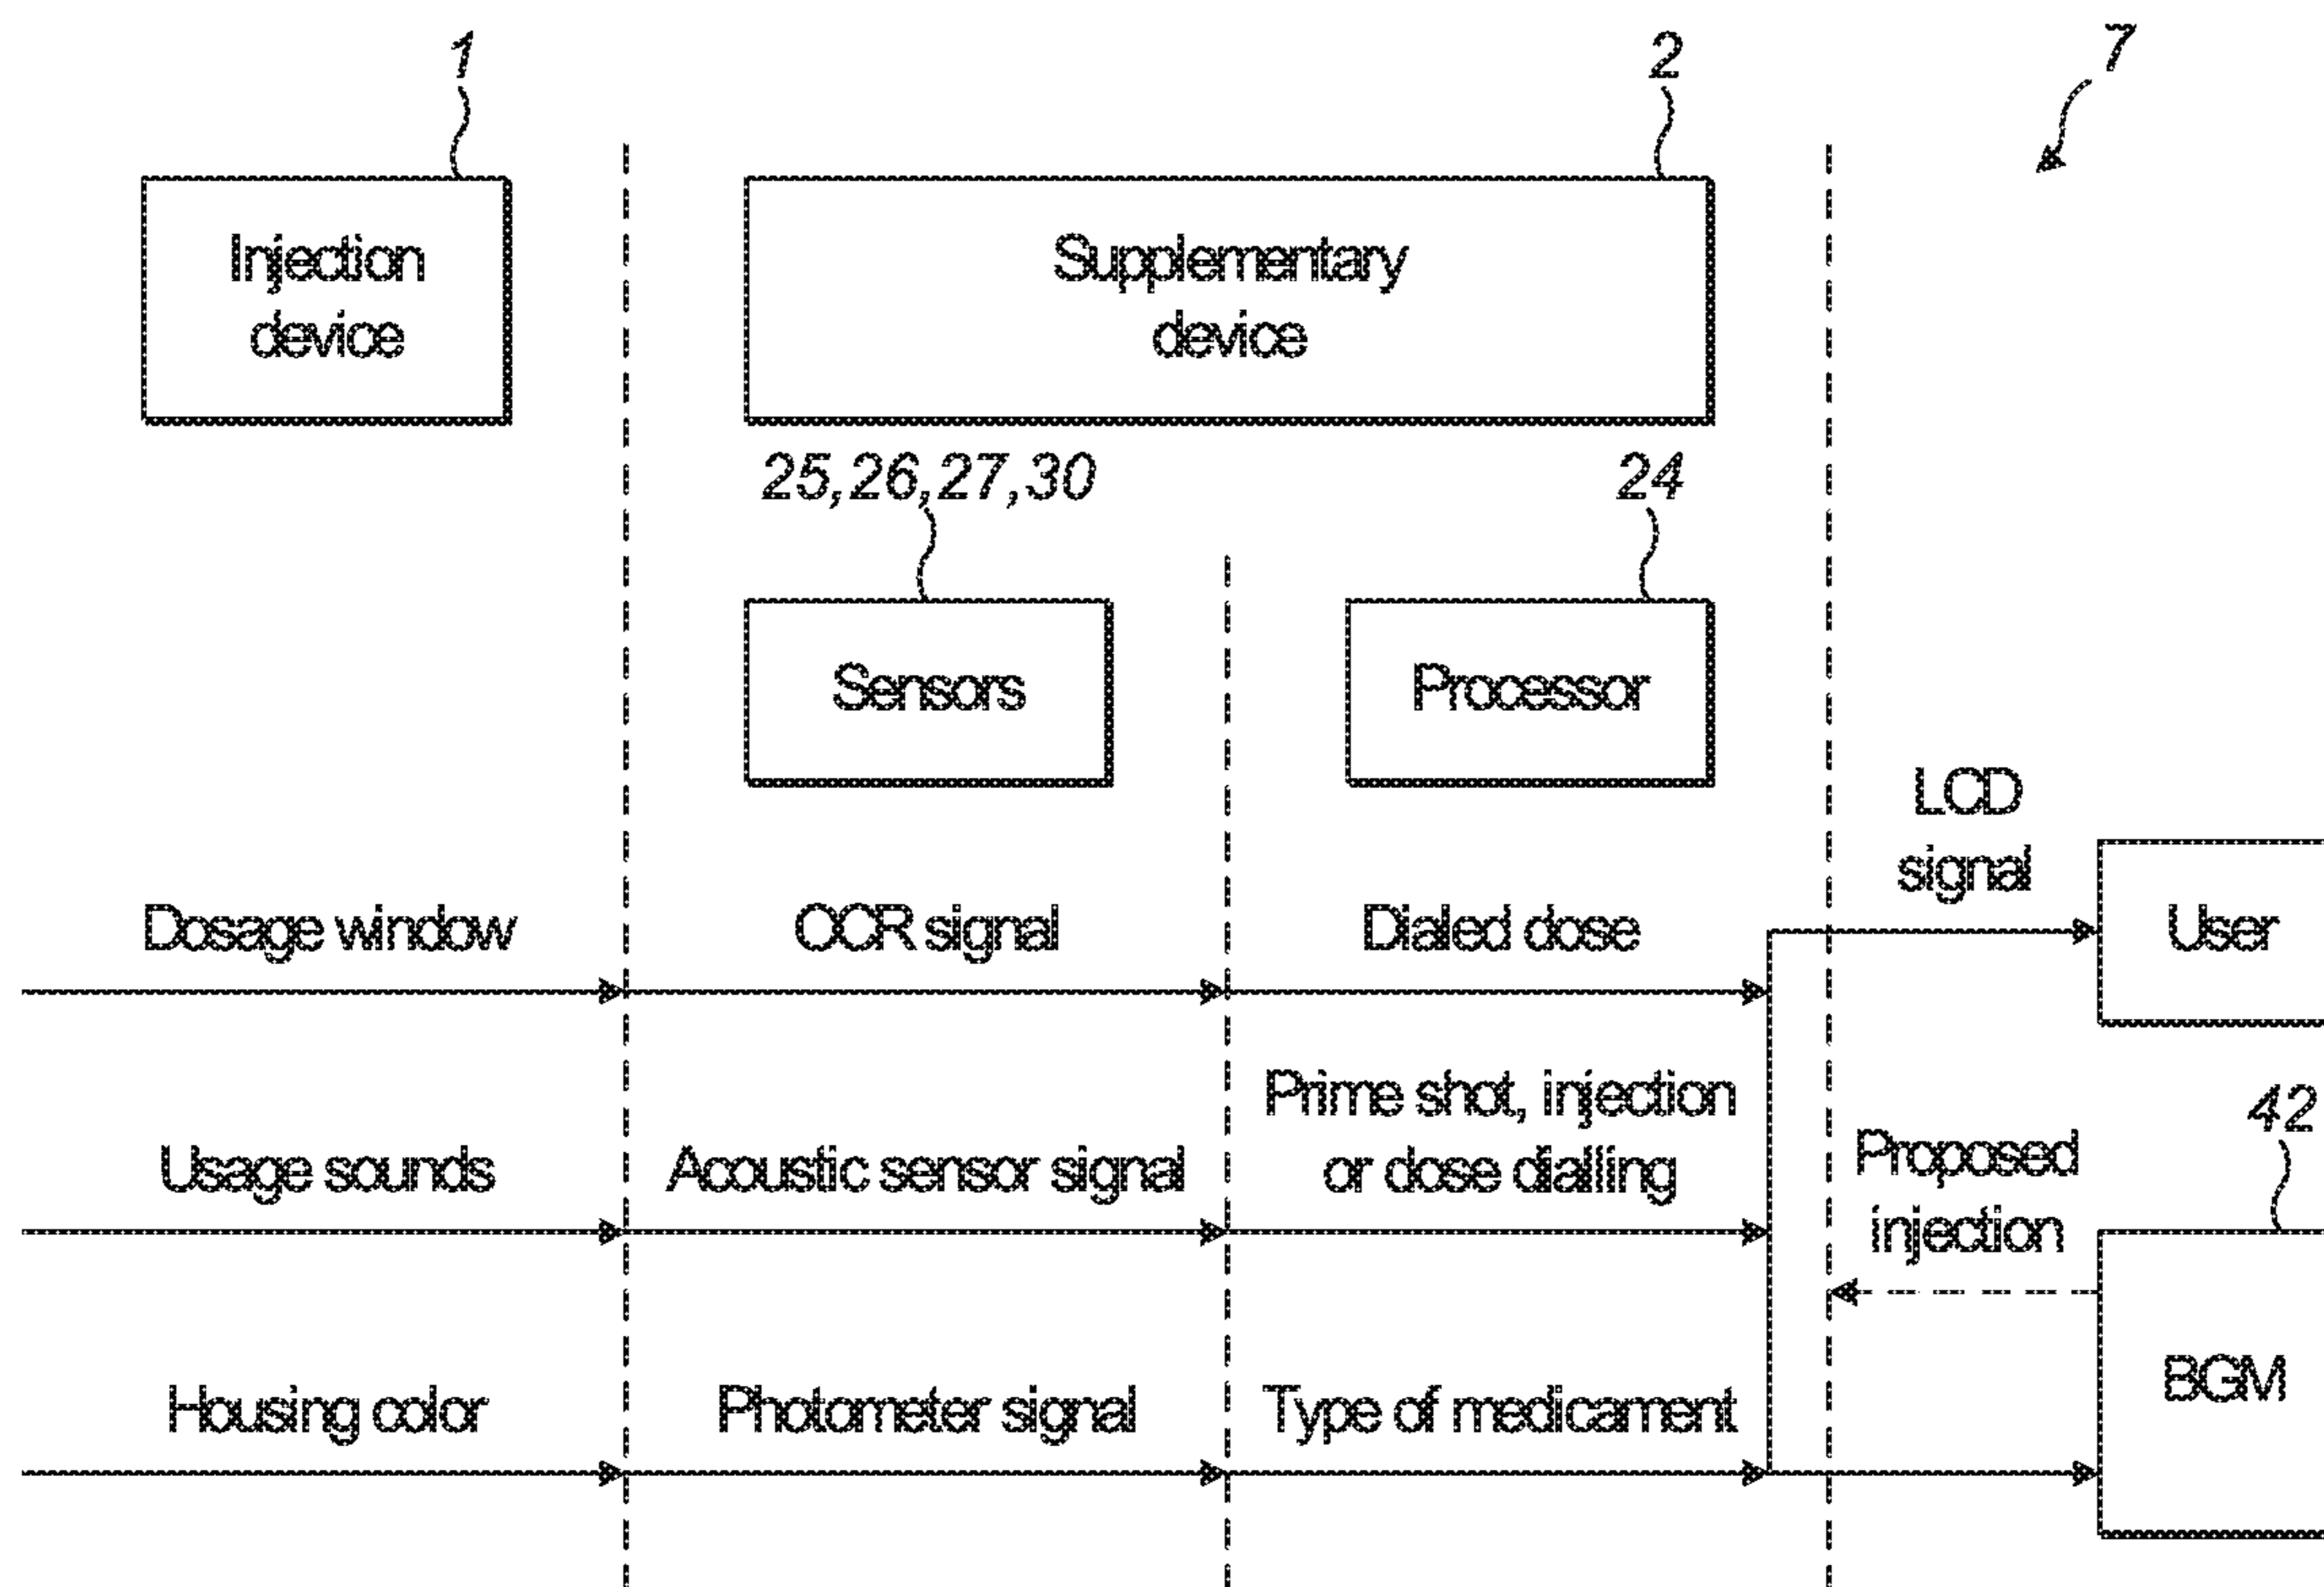 1
2
7
Injection
device
Supplementary
device
25,26,27,30
24
Sensors
Processor
LCD
signal
Dosage window
OCR signal
Dialed dose
User
Prime shot, injection
or dose dialling
Usage sounds
Acoustic sensor signal
Proposed
injection
42
Housing color
Photometer signal
Type of medicament
BGM